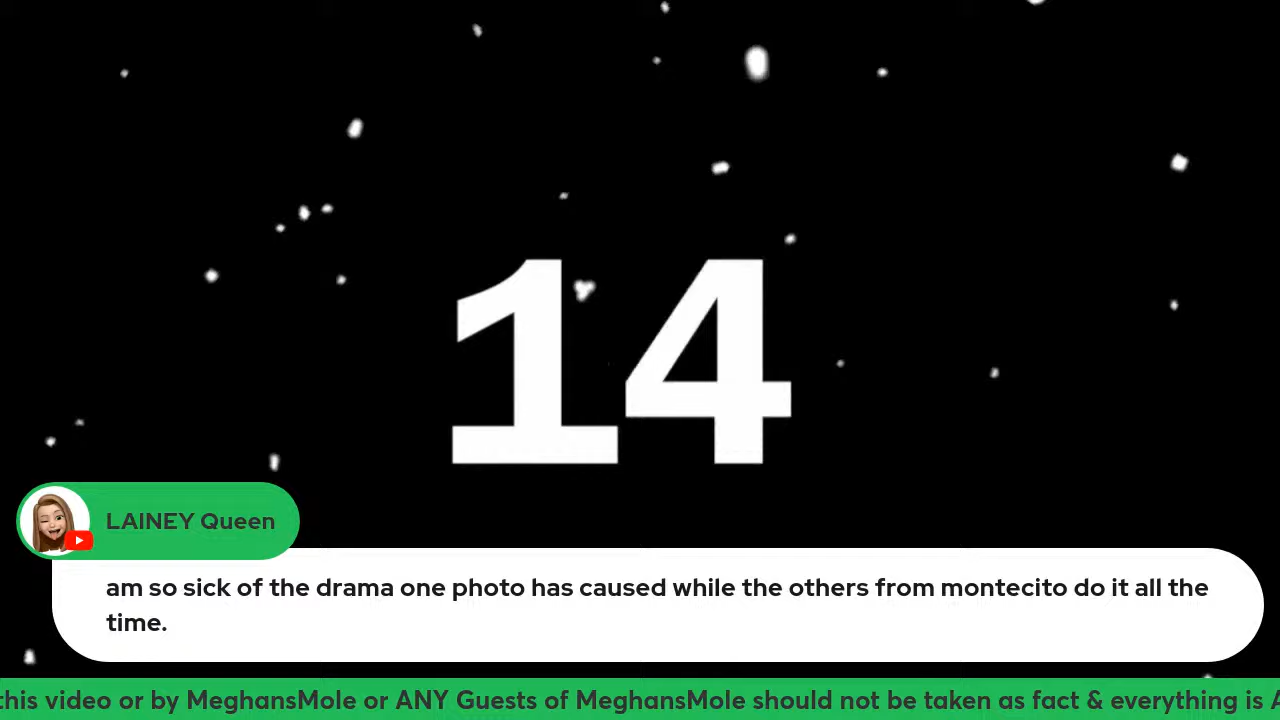 14
LAINEY Queen
am so sick of the drama one photo has caused while the others from montecito do it all the
time.
this video or by MeghansMole or ANY Guests of MeghansMole should not be taken as fact & everything is